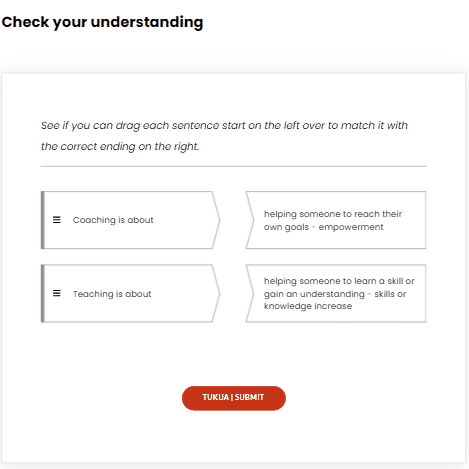 Check your understanding
See if you can drag each sentence start on the left over to match it with
the correct ending on the right.
Coaching is about
helping someone to reach their
own goals - empowerment
Teaching is about
helping someone to learn a skill or
gain an understanding - skills or
knowledge increase
TUKUA | SUBMIT